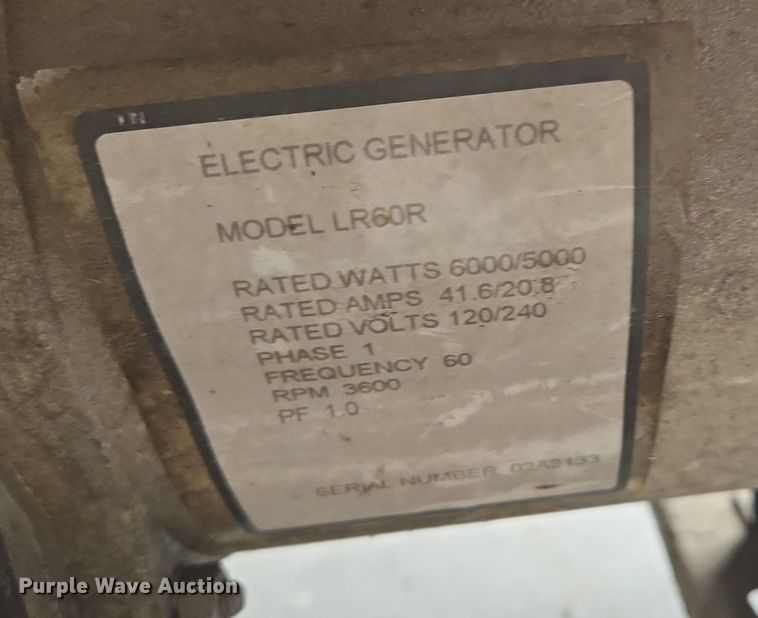 ELECTRIC GENERATOR
MODEL LR60R
RATED WATTS 6000/5000
RATED AMPS 41.6/20.8
RATED VOLTS 120/240
PHASE 1
FREQUENCY 60
RPM 3600
PF 1.0
SERIAL NUMBER 02A2133
Purple Wave Auction